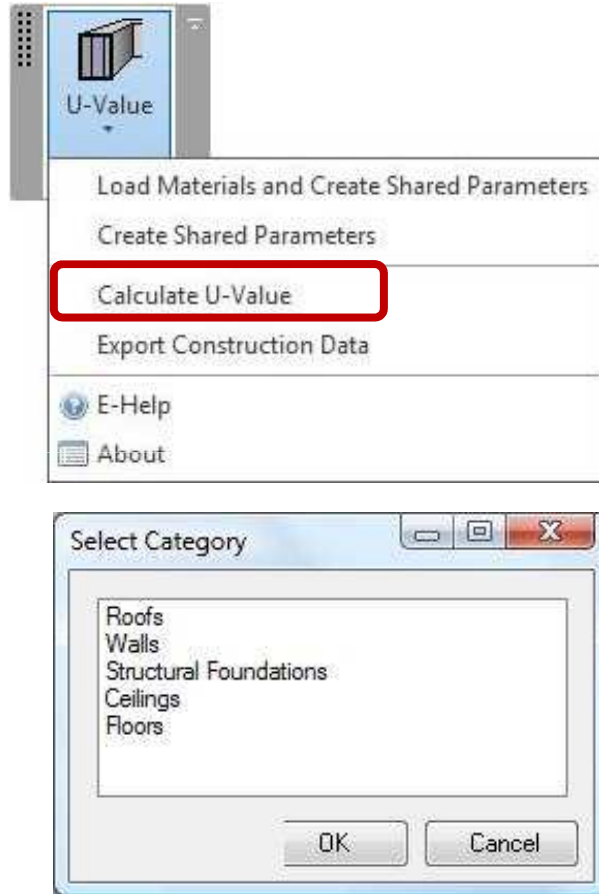 U-Value
Load Materials and Create Shared Parameters
Create Shared Parameters
Calculate U-Value
Export Construction Data
E-Help
About
Select Category
Roofs
Walls
Structural Foundations
Ceilings
Floors
OK Cancel